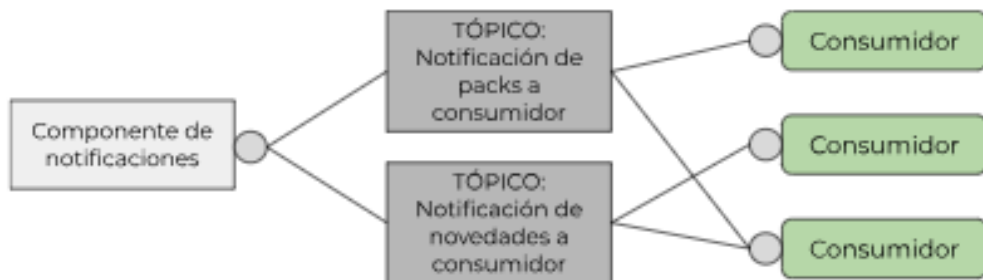 Componente de
notificaciones
TÓPICO:
Notificación de
packs a
consumidor
TÓPICO:
Notificación de
novedades a
consumidor
Consumidor
Consumidor
Consumidor